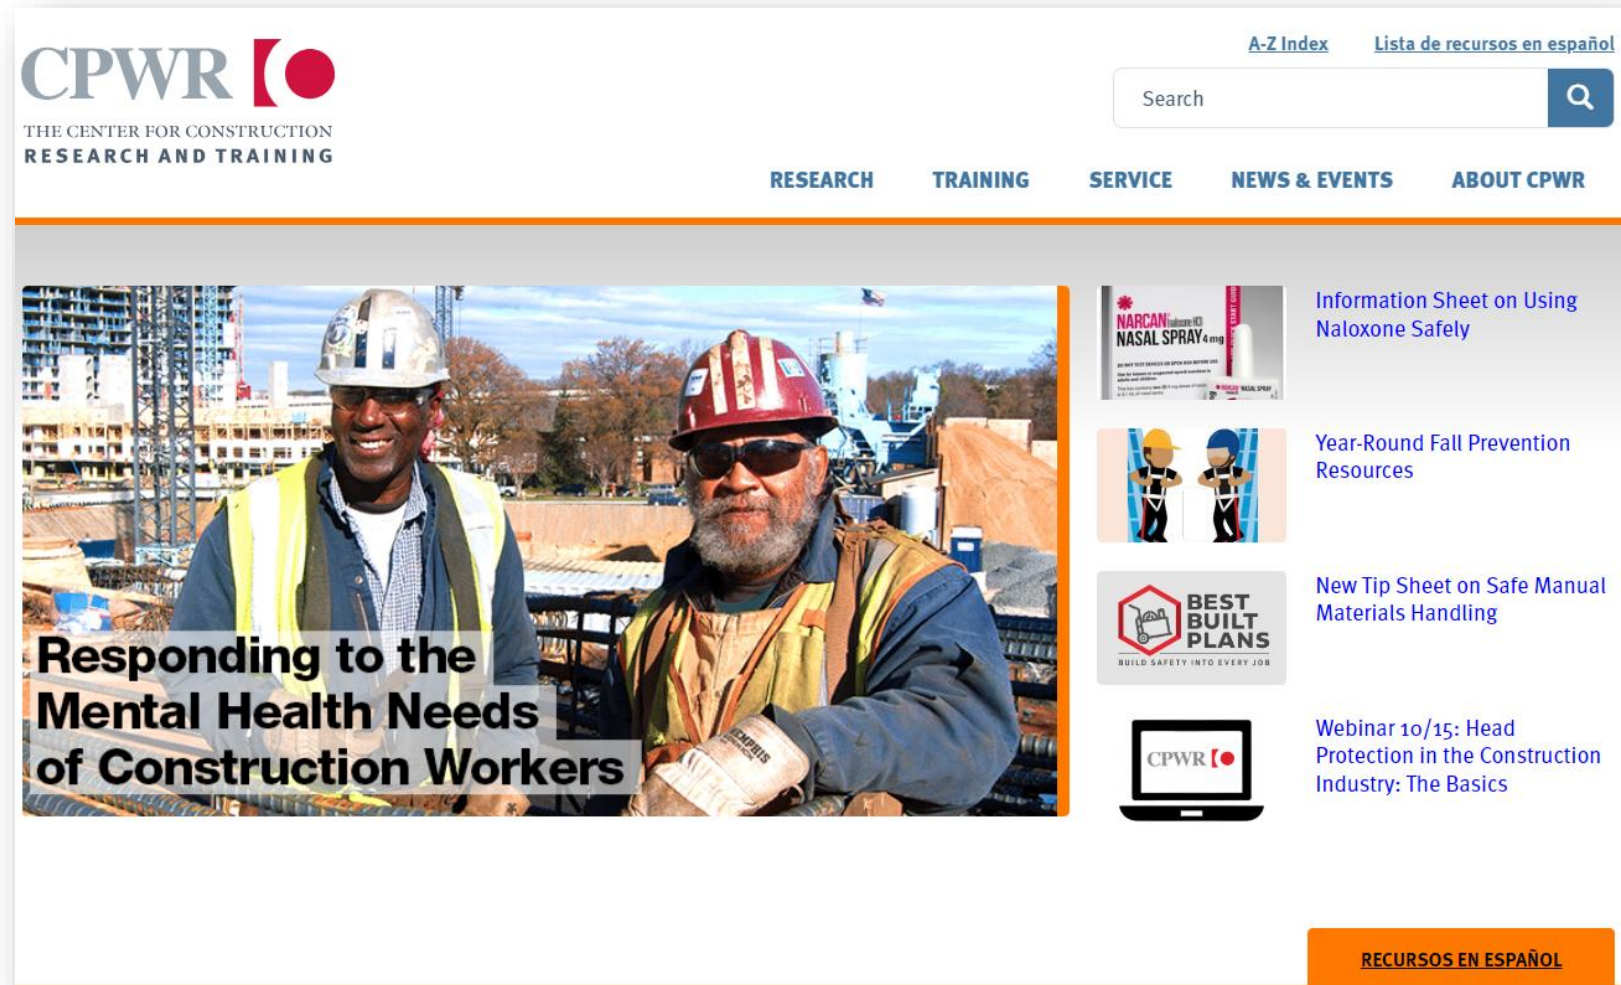 CPWR
THE CENTER FOR CONSTRUCTION
RESEARCH AND TRAINING
A-Z Index
Lista de recursos en español
Search
RESEARCH
TRAINING
SERVICE
NEWS & EVENTS
ABOUT CPWR
Responding to the
Mental Health Needs
of Construction Workers
MEMPHIS
NARCAN
NASAL SPRAY 4 mg
Information Sheet on Using
Naloxone Safely
Year-Round Fall Prevention
Resources
BEST
BUILT
PLANS
BUILD SAFETY INTO EVERY JOB
New Tip Sheet on Safe Manual
Materials Handling
CPWR
Webinar 10/15: Head
Protection in the Construction
Industry: The Basics
RECURSOS EN ESPAÑOL